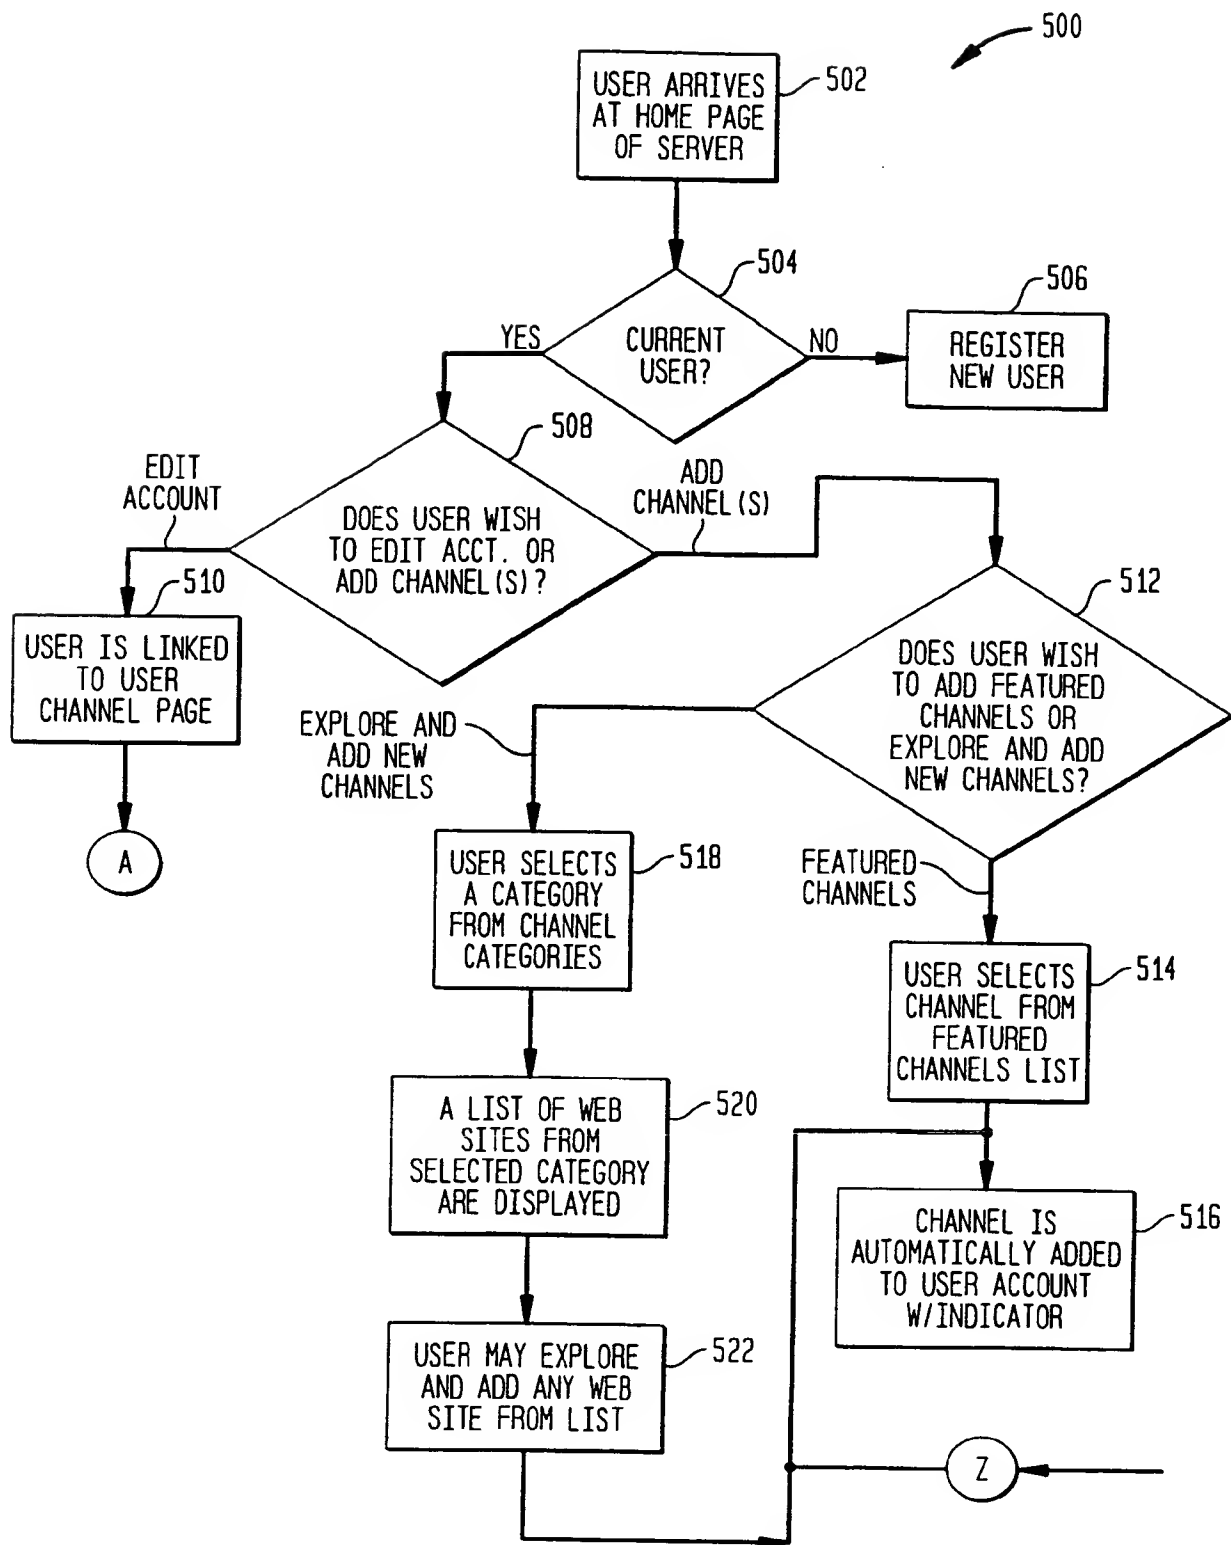 500
USER ARRIVES
AT HOME PAGE
OF SERVER
502
504
CURRENT
USER?
YES
NO
506
REGISTER
NEW USER
508
DOES USER WISH
TO EDIT ACCT. OR
ADD CHANNEL(S)?
EDIT
ACCOUNT
ADD
CHANNEL(S)
510
USER IS LINKED
TO USER
CHANNEL PAGE
A
512
DOES USER WISH
TO ADD FEATURED
CHANNELS OR
EXPLORE AND ADD
NEW CHANNELS?
EXPLORE AND
ADD NEW
CHANNELS
FEATURED
CHANNELS
USER SELECTS
A CATEGORY
FROM CHANNEL
CATEGORIES
518
USER SELECTS
CHANNEL FROM
FEATURED
CHANNELS LIST
514
A LIST OF WEB
SITES FROM
SELECTED CATEGORY
ARE DISPLAYED
520
CHANNEL IS
AUTOMATICALLY ADDED
TO USER ACCOUNT
W/INDICATOR
516
USER MAY EXPLORE
AND ADD ANY WEB
SITE FROM LIST
522
Z